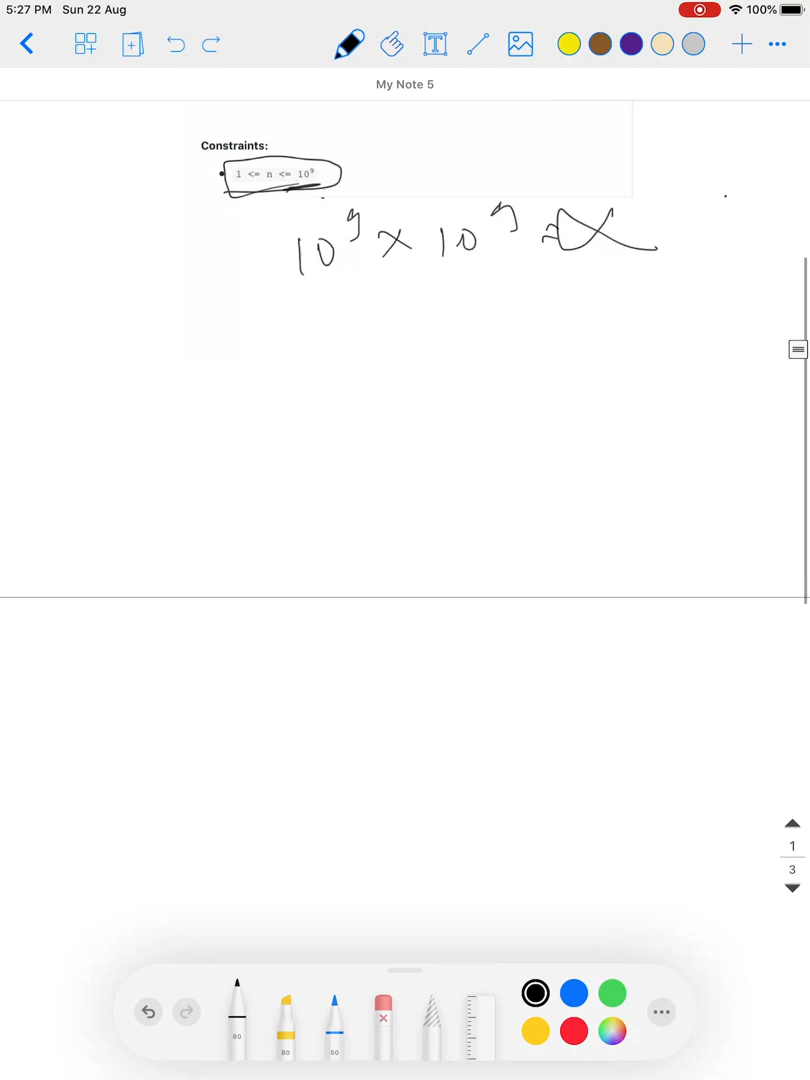 5:27 PM Sun 22 Aug 100%
My Note 5
Constraints:
• 1 <= n <= 10⁹
10⁹ × 10⁹ =
1
3
80
80
50